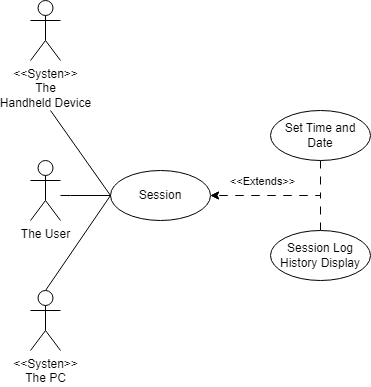 <<Systen>>
The
Handheld Device
Set Time and
Date
<<Extends>>
Session
The User
Session Log
History Display
<<Systen>>
The PC